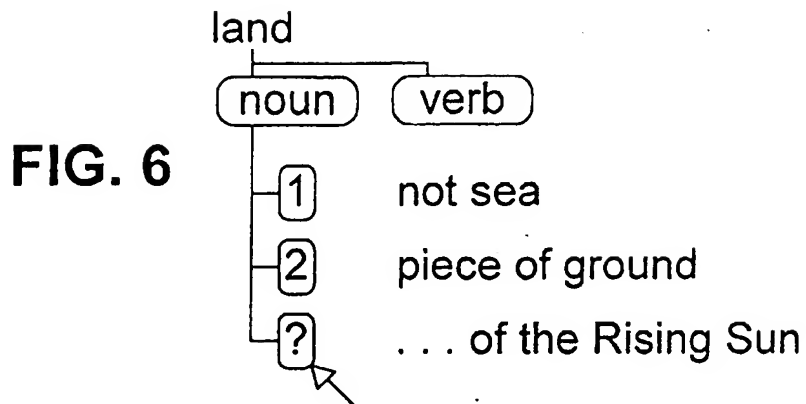 land
noun verb
FIG. 6
1 not sea
2 piece of ground
? . . . of the Rising Sun